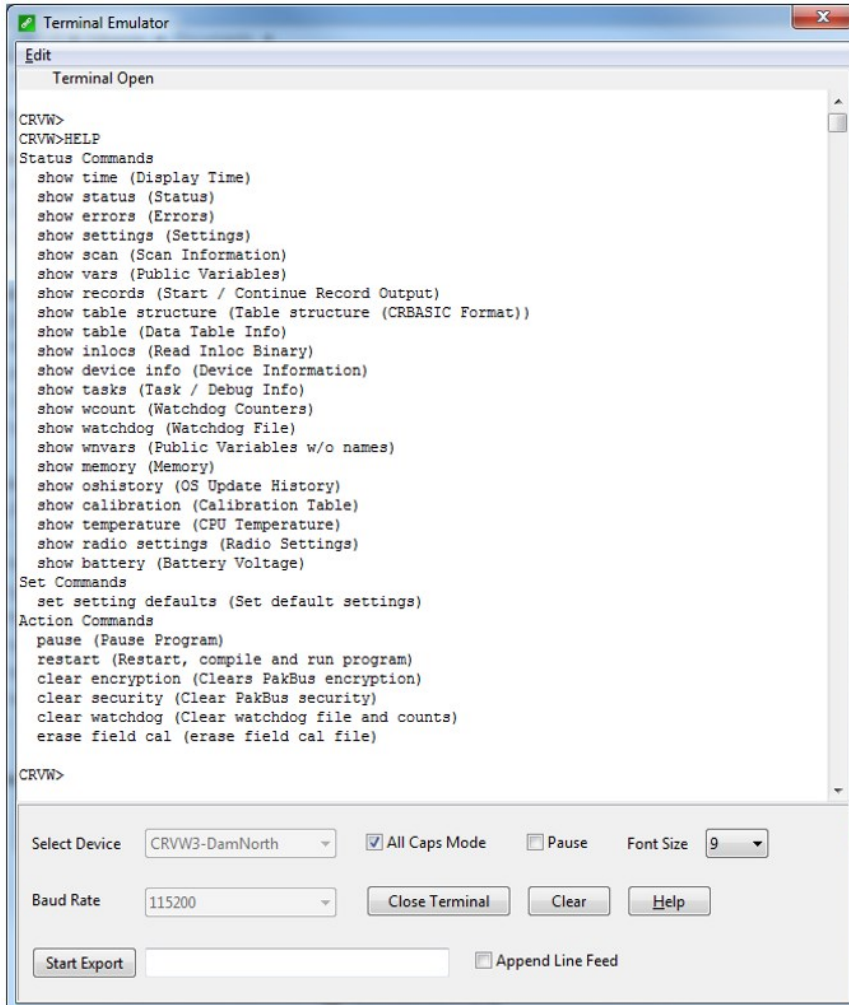 Terminal Emulator
Edit
Terminal Open
CRVW>
CRVW>HELP
Status Commands
  show time (Display Time)
  show status (Status)
  show errors (Errors)
  show settings (Settings)
  show scan (Scan Information)
  show vars (Public Variables)
  show records (Start / Continue Record Output)
  show table structure (Table structure (CRBASIC Format))
  show table (Data Table Info)
  show inlocs (Read Inloc Binary)
  show device info (Device Information)
  show tasks (Task / Debug Info)
  show wcount (Watchdog Counters)
  show watchdog (Watchdog File)
  show wnvars (Public Variables w/o names)
  show memory (Memory)
  show oshistory (OS Update History)
  show calibration (Calibration Table)
  show temperature (CPU Temperature)
  show radio settings (Radio Settings)
  show battery (Battery Voltage)
Set Commands
  set setting defaults (Set default settings)
Action Commands
  pause (Pause Program)
  restart (Restart, compile and run program)
  clear encryption (Clears PakBus encryption)
  clear security (Clear PakBus security)
  clear watchdog (Clear watchdog file and counts)
  erase field cal (erase field cal file)
CRVW>
Select Device CRVW3-DamNorth All Caps Mode Pause Font Size 9
Baud Rate 115200 Close Terminal Clear Help
Start Export Append Line Feed